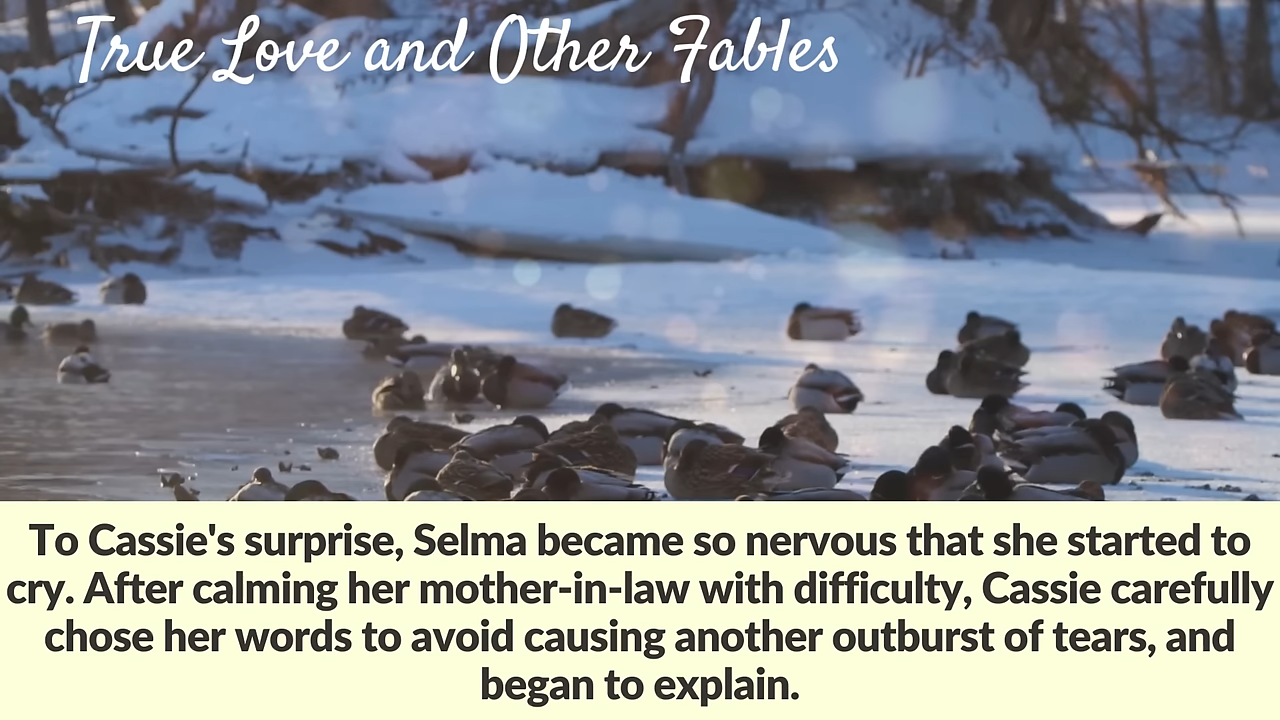 True Love and Other Fables
To Cassie's surprise, Selma became so nervous that she started to
cry. After calming her mother-in-law with difficulty, Cassie carefully
chose her words to avoid causing another outburst of tears, and
began to explain.